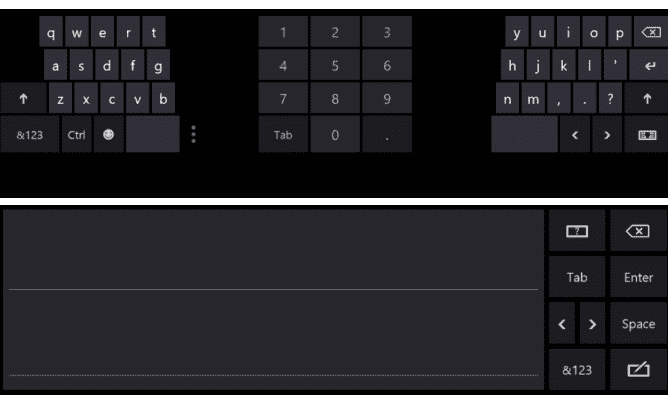 q w e r t 1 2 3 y u i o p
a s d f g 4 5 6 h j k l '
z x c v b 7 8 9 n m , . ?
&123 Ctrl Tab 0 . < >
?
Tab Enter
< > Space
&123